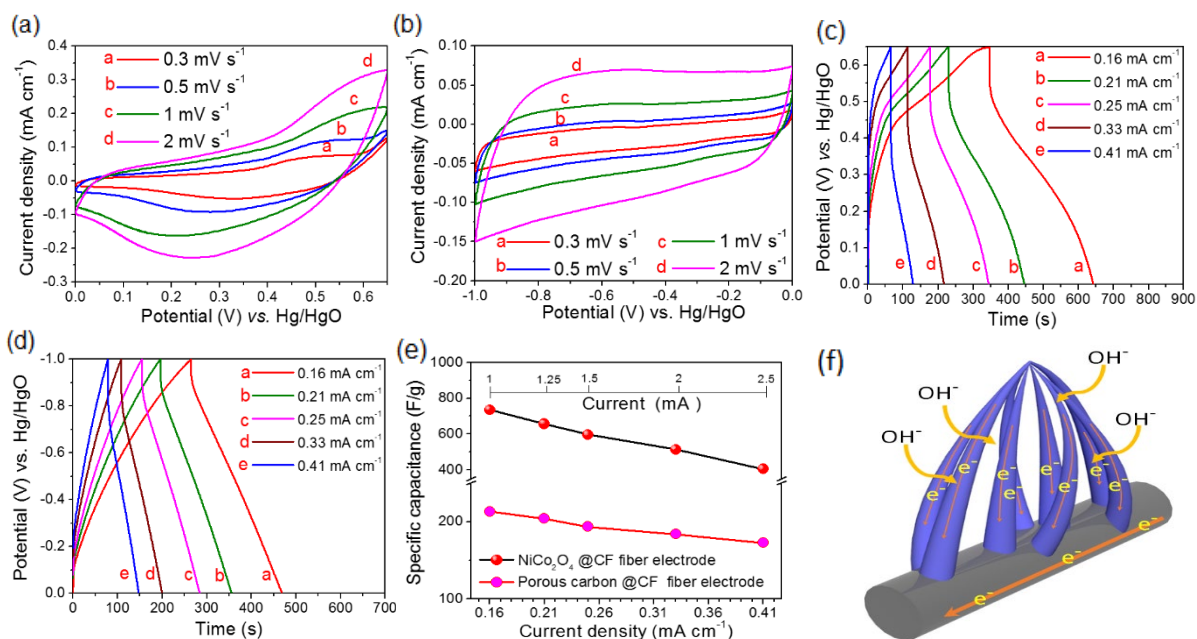 (a)
a 0.3 mV s⁻¹
b 0.5 mV s⁻¹
c 1 mV s⁻¹
d 2 mV s⁻¹
d
c
b
a
0.4
0.3
0.2
0.1
0.0
-0.1
-0.2
-0.3
Current density (mA cm⁻¹)
0.0 0.1 0.2 0.3 0.4 0.5 0.6
Potential (V) vs. Hg/HgO
(b)
d
c
b
a
0.10
0.05
0.00
-0.05
-0.10
-0.15
-0.20
Current density (mA cm⁻¹)
a 0.3 mV s⁻¹ c 1 mV s⁻¹
b 0.5 mV s⁻¹ d 2 mV s⁻¹
-1.0 -0.8 -0.6 -0.4 -0.2 0.0
Potential (V) vs. Hg/HgO
(c)
a 0.16 mA cm⁻¹
b 0.21 mA cm⁻¹
c 0.25 mA cm⁻¹
d 0.33 mA cm⁻¹
e 0.41 mA cm⁻¹
0.6
0.5
0.4
0.3
0.2
0.1
0.0
Potential (V) vs. Hg/HgO
e d c b a
0 100 200 300 400 500 600 700 800 900
Time (s)
(d)
a 0.16 mA cm⁻¹
b 0.21 mA cm⁻¹
c 0.25 mA cm⁻¹
d 0.33 mA cm⁻¹
e 0.41 mA cm⁻¹
-1.0
-0.8
-0.6
-0.4
-0.2
0.0
Potential (V) vs. Hg/HgO
e d c b a
0 100 200 300 400 500 600 700
Time (s)
(e)
1 1.25 1.5 2 2.5
Current (mA)
1000
900
800
700
600
500
400
200
100
Specific capacitance (F/g)
NiCo₂O₄ @CF fiber electrode
Porous carbon @CF fiber electrode
0.16 0.21 0.26 0.31 0.36 0.41
Current density (mA cm⁻¹)
(f)
OH⁻
OH⁻
OH⁻
OH⁻
e⁻
e⁻
e⁻
e⁻
e⁻
e⁻
e⁻
e⁻
e⁻